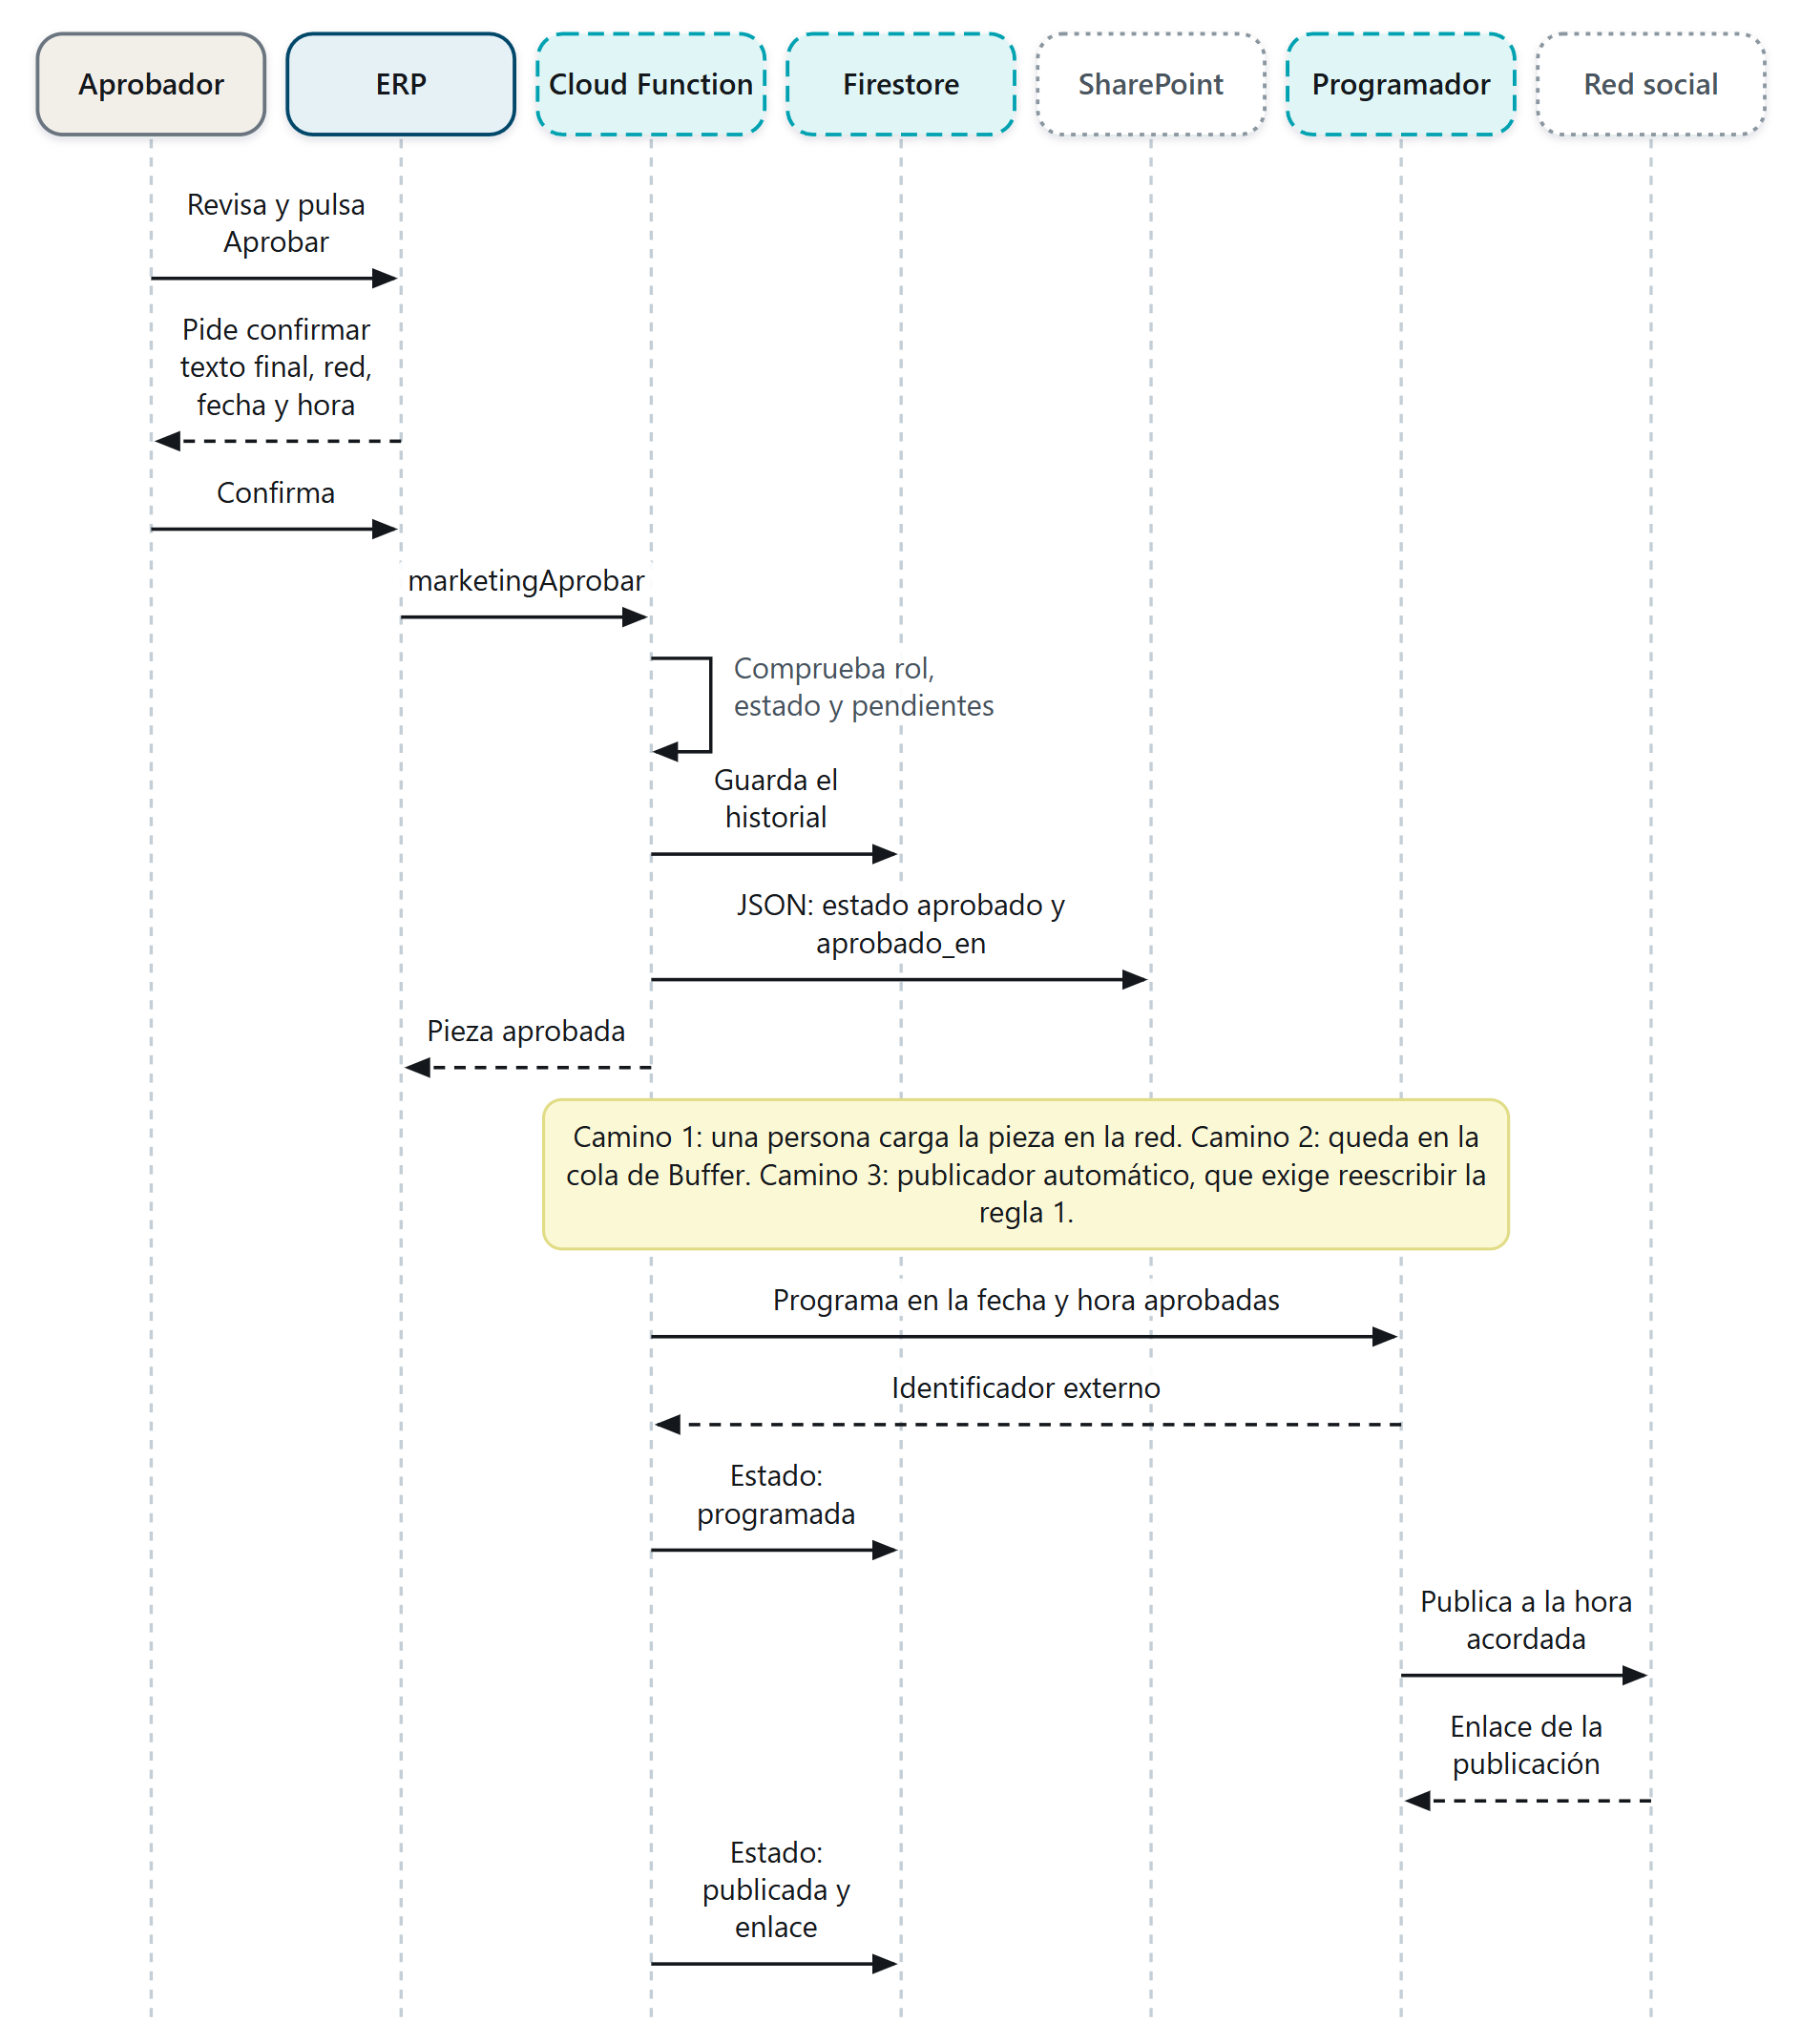 Aprobador
ERP
Cloud Function
Firestore
SharePoint
Programador
Red social
Revisa y pulsa
Aprobar
Pide confirmar
texto final, red,
fecha y hora
Confirma
marketingAprobar
Comprueba rol,
estado y pendientes
Guarda el
historial
JSON: estado aprobado y
aprobado_en
Pieza aprobada
Camino 1: una persona carga la pieza en la red. Camino 2: queda en la
cola de Buffer. Camino 3: publicador automático, que exige reescribir la
regla 1.
Programa en la fecha y hora aprobadas
Identificador externo
Estado:
programada
Publica a la hora
acordada
Enlace de la
publicación
Estado:
publicada y
enlace